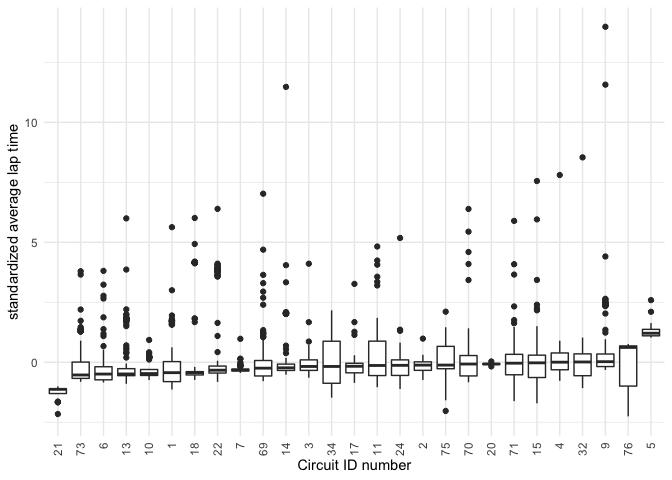 standardized average lap time
10
5
0
21 73 6 13 10 1 18 22 7 69 14 3 34 17 11 24 2 75 70 20 71 15 4 32 9 76 5
Circuit ID number